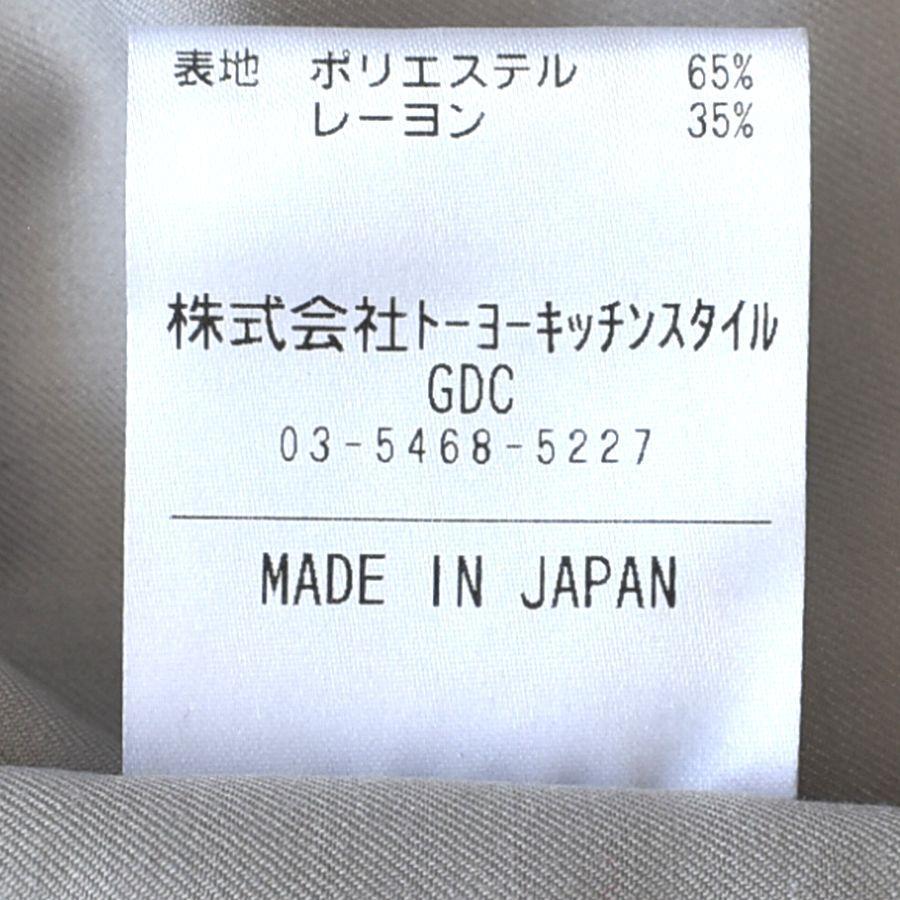 表地 ポリエステル 65%
レーヨン 35%
株式会社トーヨーキッチンスタイル
GDC
03-5468-5227
MADE IN JAPAN